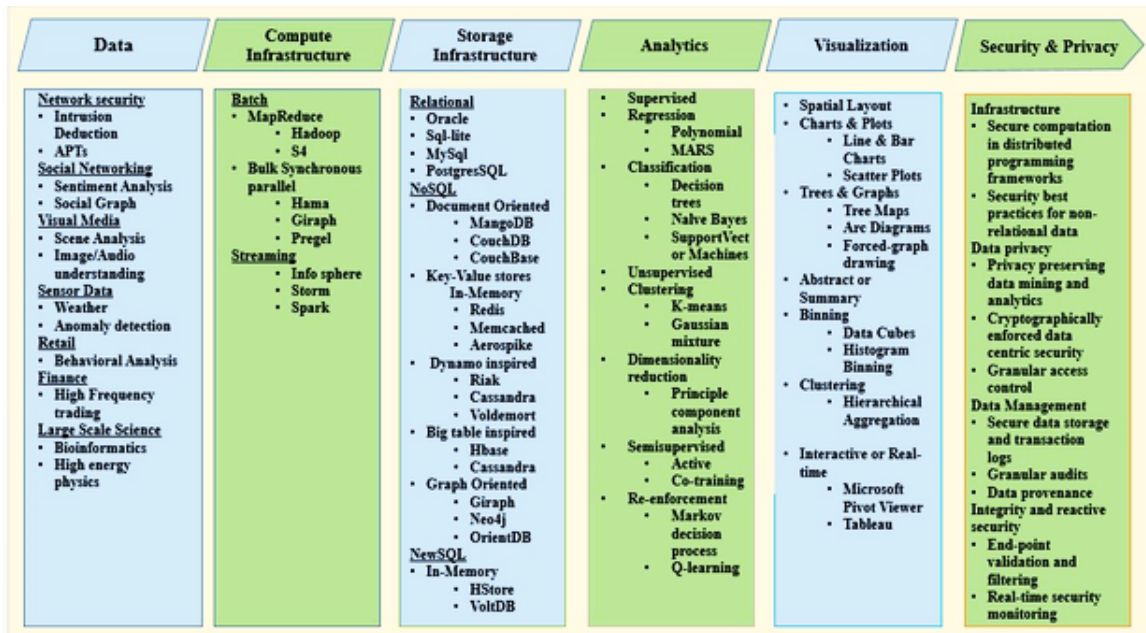 Data
Compute
Infrastructure
Storage
Infrastructure
Analytics
Visualization
Security & Privacy
Network security
• Intrusion
Deduction
• APTs
Social Networking
• Sentiment Analysis
• Social Graph
Visual Media
• Scene Analysis
• Image/Audio
understanding
Sensor Data
• Weather
• Anomaly detection
Retail
• Behavioral Analysis
Finance
• High Frequency
trading
Large Scale Science
• Bioinformatics
• High energy
physics
Batch
• MapReduce
• Hadoop
• S4
• Bulk Synchronous
parallel
• Hama
• Giraph
• Pregel
Streaming
• Info sphere
• Storm
• Spark
Relational
• Oracle
• Sql-lite
• MySql
• PostgresSQL
NoSQL
• Document Oriented
• MangoDB
• CouchDB
• CouchBase
• Key-Value stores
In-Memory
• Redis
• Memcached
• Aerospike
• Dynamo inspired
• Riak
• Cassandra
• Voldemort
• Big table inspired
• Hbase
• Cassandra
• Graph Oriented
• Giraph
• Neo4j
• OrientDB
NewSQL
• In-Memory
• HStore
• VoltDB
• Supervised
• Regression
• Polynomial
• MARS
• Classification
• Decision
trees
• Nalve Bayes
• SupportVect
or Machines
• Unsupervised
• Clustering
• K-means
• Gaussian
mixture
• Dimensionality
reduction
• Principle
component
analysis
• Semisupervised
• Active
• Co-training
• Re-enforcement
• Markov
decision
process
• Q-learning
• Spatial Layout
• Charts & Plots
• Line & Bar
Charts
• Scatter Plots
• Trees & Graphs
• Tree Maps
• Arc Diagrams
• Forced-graph
drawing
• Abstract or
Summary
• Binning
• Data Cubes
• Histogram
Binning
• Clustering
• Hierarchical
Aggregation
• Interactive or Real-
time
• Microsoft
Pivot Viewer
• Tableau
Infrastructure
• Secure computation
in distributed
programming
frameworks
• Security best
practices for non-
relational data
Data privacy
• Privacy preserving
data mining and
analytics
• Cryptographically
enforced data
centric security
• Granular access
control
Data Management
• Secure data storage
and transaction
logs
• Granular audits
• Data provenance
Integrity and reactive
security
• End-point
validation and
filtering
• Real-time security
monitoring